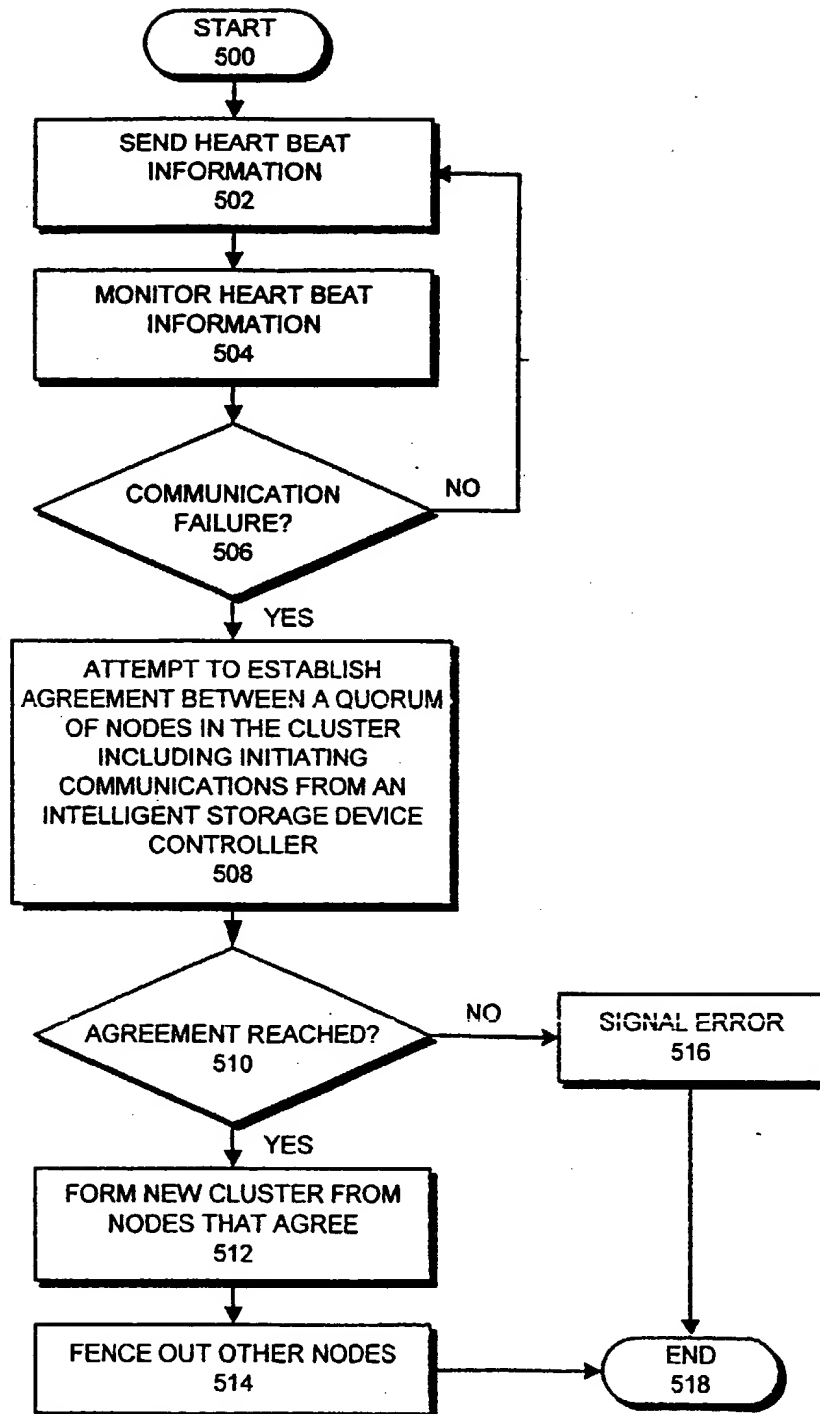 START
500
SEND HEART BEAT
INFORMATION
502
MONITOR HEART BEAT
INFORMATION
504
COMMUNICATION
FAILURE?
506
NO
YES
ATTEMPT TO ESTABLISH
AGREEMENT BETWEEN A QUORUM
OF NODES IN THE CLUSTER
INCLUDING INITIATING
COMMUNICATIONS FROM AN
INTELLIGENT STORAGE DEVICE
CONTROLLER
508
AGREEMENT REACHED?
510
NO
SIGNAL ERROR
516
YES
FORM NEW CLUSTER FROM
NODES THAT AGREE
512
FENCE OUT OTHER NODES
514
END
518